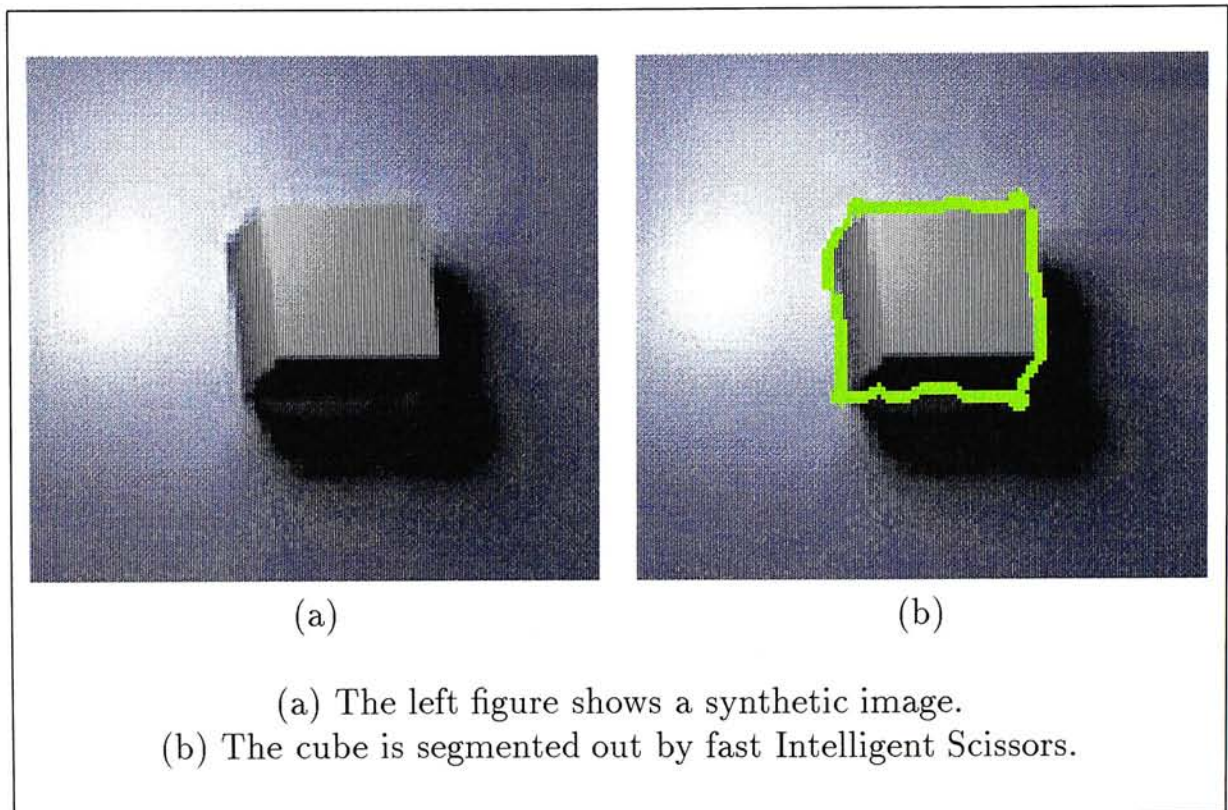 (a)
(b)
(a) The left figure shows a synthetic image.
(b) The cube is segmented out by fast Intelligent Scissors.